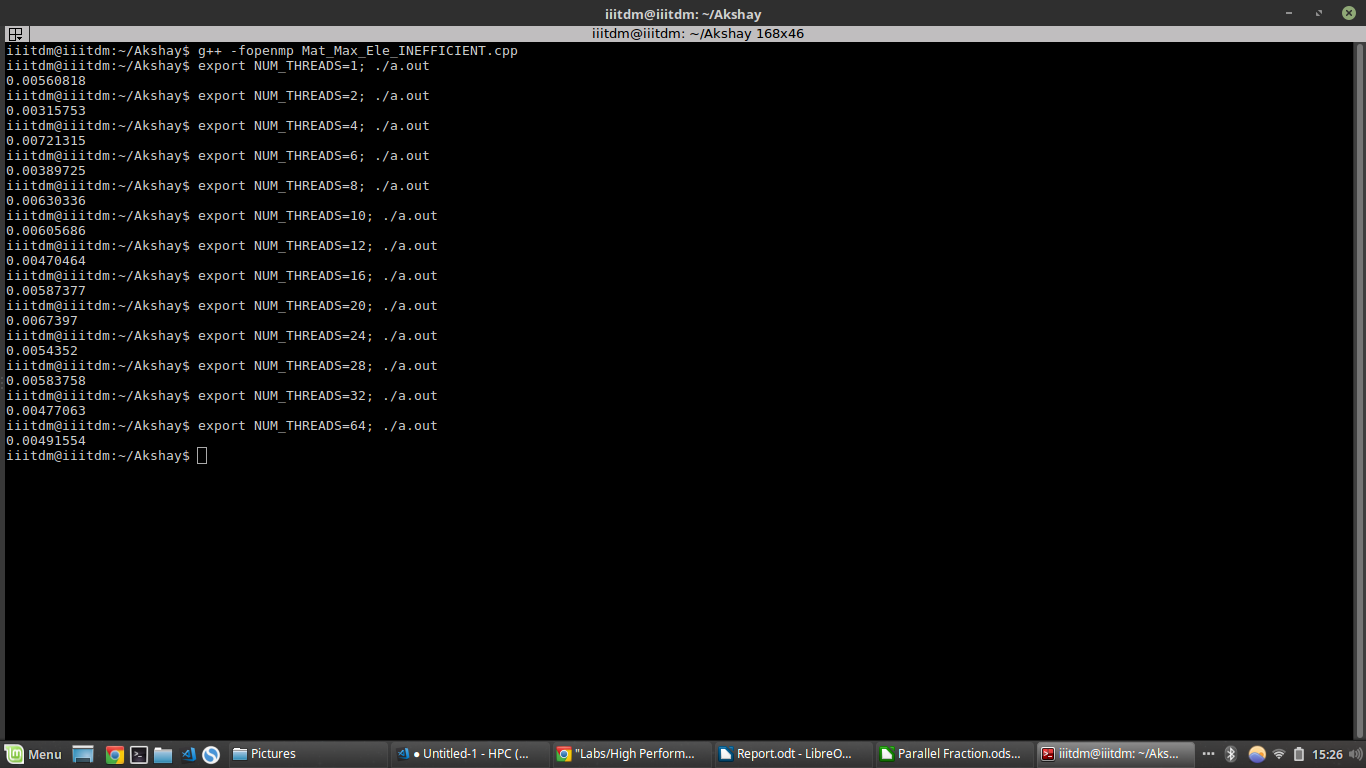 iiitdm@iiitdm: ~/Akshay
iiitdm@iiitdm: ~/Akshay 168x46
iiitdm@iiitdm:~/Akshay$ g++ -fopenmp Mat_Max_Ele_INEFFICIENT.cpp
iiitdm@iiitdm:~/Akshay$ export NUM_THREADS=1; ./a.out
0.00560818
iiitdm@iiitdm:~/Akshay$ export NUM_THREADS=2; ./a.out
0.00315753
iiitdm@iiitdm:~/Akshay$ export NUM_THREADS=4; ./a.out
0.00721315
iiitdm@iiitdm:~/Akshay$ export NUM_THREADS=6; ./a.out
0.00389725
iiitdm@iiitdm:~/Akshay$ export NUM_THREADS=8; ./a.out
0.00630336
iiitdm@iiitdm:~/Akshay$ export NUM_THREADS=10; ./a.out
0.00605686
iiitdm@iiitdm:~/Akshay$ export NUM_THREADS=12; ./a.out
0.00470464
iiitdm@iiitdm:~/Akshay$ export NUM_THREADS=16; ./a.out
0.00587377
iiitdm@iiitdm:~/Akshay$ export NUM_THREADS=20; ./a.out
0.0067397
iiitdm@iiitdm:~/Akshay$ export NUM_THREADS=24; ./a.out
0.0054352
iiitdm@iiitdm:~/Akshay$ export NUM_THREADS=28; ./a.out
0.00583758
iiitdm@iiitdm:~/Akshay$ export NUM_THREADS=32; ./a.out
0.00477063
iiitdm@iiitdm:~/Akshay$ export NUM_THREADS=64; ./a.out
0.00491554
iiitdm@iiitdm:~/Akshay$
Menu Pictures ● Untitled-1 - HPC (... "Labs/High Perform... Report.odt - LibreO... Parallel Fraction.ods... iiitdm@iiitdm: ~/Aks... 15:26